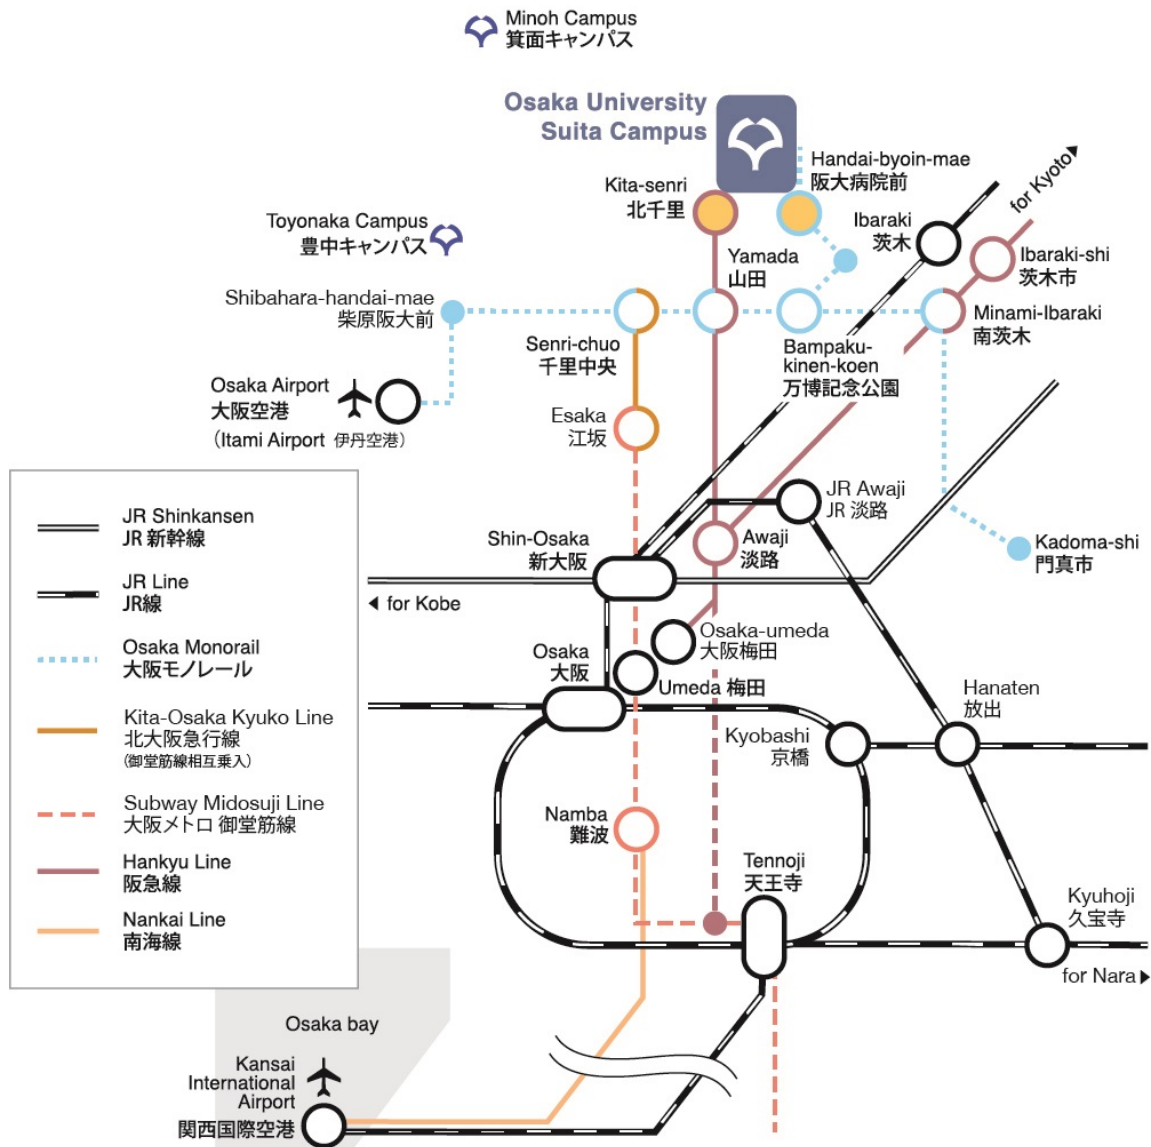 Minoh Campus
箕面キャンパス
Osaka University
Suita Campus
Handai-byoin-mae
阪大病院前
for Kyoto
Kita-senri
北千里
Ibaraki
茨木
Toyonaka Campus
豊中キャンパス
Yamada
山田
Ibaraki-shi
茨木市
Shibahara-handai-mae
柴原阪大前
Minami-Ibaraki
南茨木
Senri-chuo
千里中央
Bampaku-
kinen-koen
万博記念公園
Osaka Airport
大阪空港
(Itami Airport 伊丹空港)
Esaka
江坂
JR Awaji
JR 淡路
Shin-Osaka
新大阪
Awaji
淡路
Kadoma-shi
門真市
◀ for Kobe
Osaka-umeda
大阪梅田
Osaka
大阪
Umeda 梅田
Hanaten
放出
Kyobashi
京橋
Namba
難波
Tennoji
天王寺
Kyuhoji
久宝寺
for Nara ▶
JR Shinkansen
JR 新幹線
JR Line
JR線
Osaka Monorail
大阪モノレール
Kita-Osaka Kyuko Line
北大阪急行線
(御堂筋線相互乗入)
Subway Midosuji Line
大阪メトロ 御堂筋線
Hankyu Line
阪急線
Nankai Line
南海線
Osaka bay
Kansai
International
Airport
関西国際空港